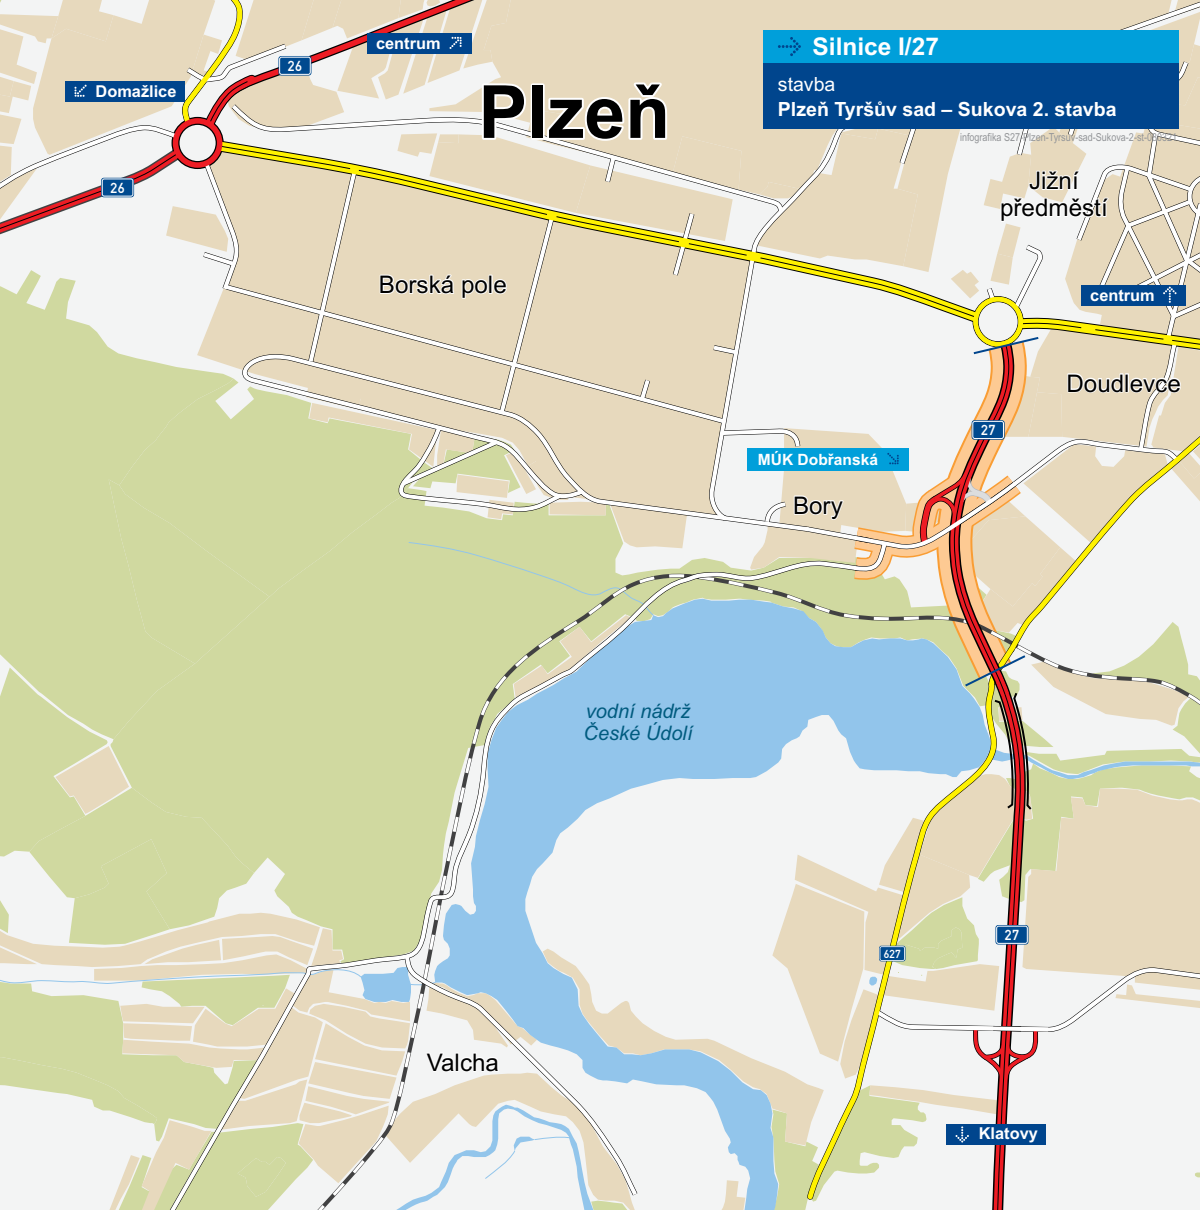 Silnice I/27
stavba
Plzeň Tyršův sad – Sukova 2. stavba
Plzeň
centrum
26
Domažlice
26
Jižní
předměstí
Borská pole
centrum
Doudlevce
27
MÚK Dobřanská
Bory
vodní nádrž
České Údolí
27
627
Valcha
Klatovy